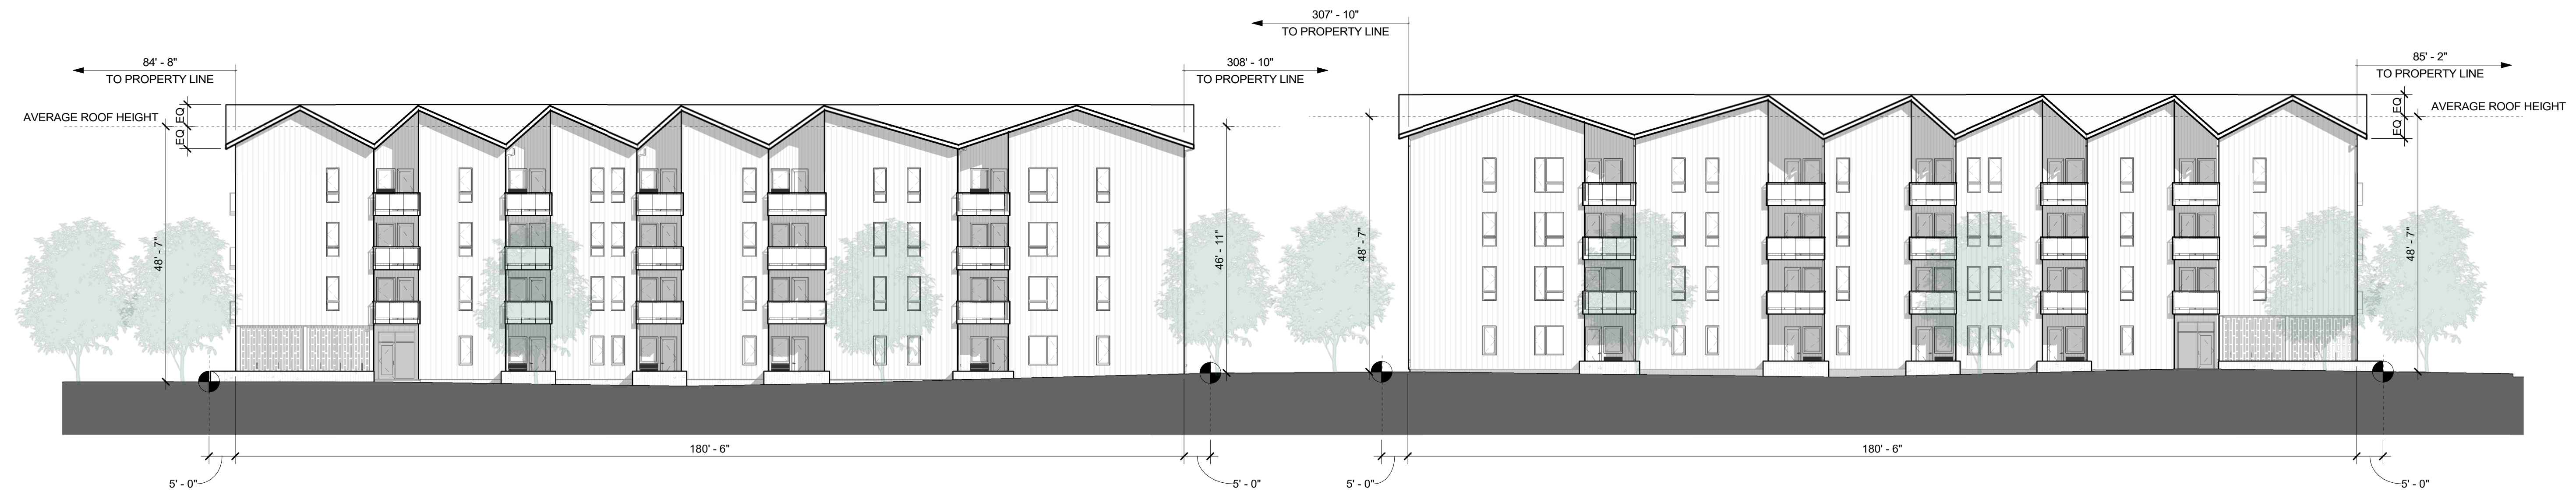 307' - 10"
TO PROPERTY LINE
84' - 8"
TO PROPERTY LINE
308' - 10"
TO PROPERTY LINE
85' - 2"
TO PROPERTY LINE
AVERAGE ROOF HEIGHT
EQ
EQ
EQ
EQ
AVERAGE ROOF HEIGHT
48' - 7"
46' - 11"
48' - 7"
48' - 7"
180' - 6"
180' - 6"
5' - 0"
5' - 0"
5' - 0"
5' - 0"